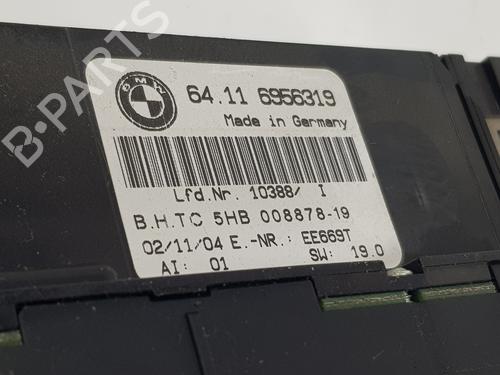 BMW
64.11 6956319
Made in Germany
Lfd.Nr. 10388/ I
B.H.TC 5HB 008878-19
02/11/04 E.-NR.: EE669T
AI: 01 SW: 19.0